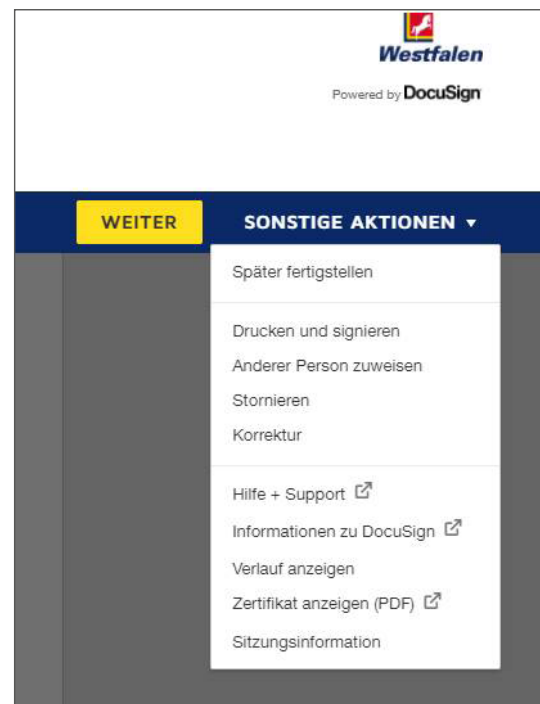 Westfalen
Powered by DocuSign
WEITER
SONSTIGE AKTIONEN
Später fertigstellen
Drucken und signieren
Anderer Person zuweisen
Stornieren
Korrektur
Hilfe + Support
Informationen zu DocuSign
Verlauf anzeigen
Zertifikat anzeigen (PDF)
Sitzungsinformation